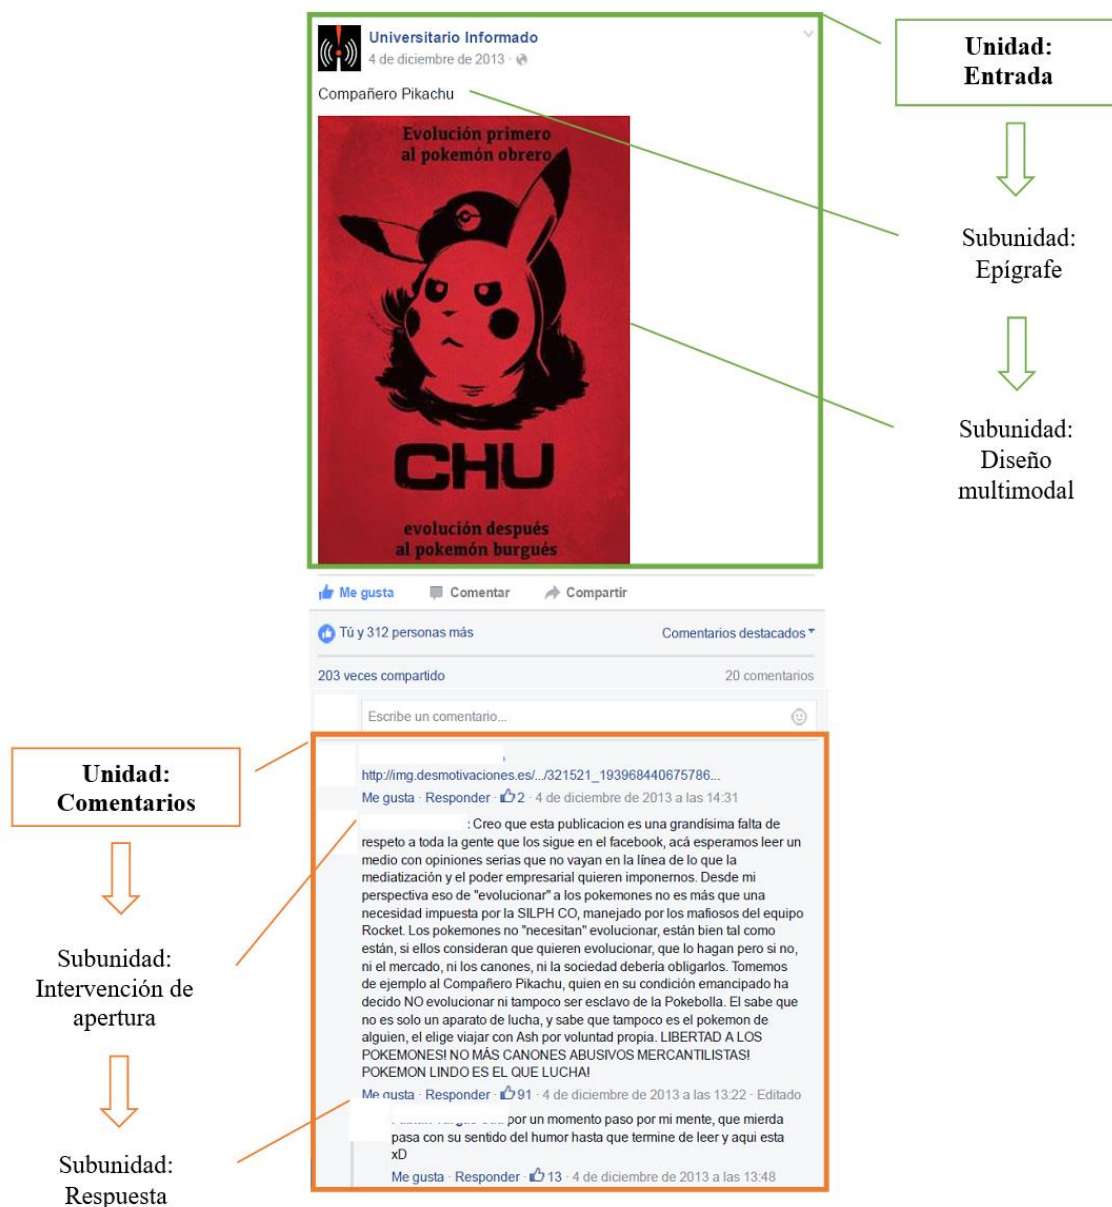 Universitario Informado
4 de diciembre de 2013 ·
Compañero Pikachu
Evolución primero
al pokemón obrero
CHU
evolución después
al pokemón burgués
Unidad:
Entrada
Subunidad:
Epígrafe
Subunidad:
Diseño
multimodal
Me gusta Comentar Compartir
Tú y 312 personas más Comentarios destacados
203 veces compartido 20 comentarios
Escribe un comentario...
Unidad:
Comentarios
Subunidad:
Intervención de
apertura
Subunidad:
Respuesta
http://img.desmotivaciones.es/.../321521_193968440675786...
Me gusta · Responder · 2 · 4 de diciembre de 2013 a las 14:31
: Creo que esta publicacion es una grandísima falta de
respeto a toda la gente que los sigue en el facebook, acá esperamos leer un
medio con opiniones serias que no vayan en la línea de lo que la
mediatización y el poder empresarial quieren imponernos. Desde mi
perspectiva eso de "evolucionar" a los pokemones no es más que una
necesidad impuesta por la SILPH CO, manejado por los mafiosos del equipo
Rocket. Los pokemones no "necesitan" evolucionar, están bien tal como
están, si ellos consideran que quieren evolucionar, que lo hagan pero si no,
ni el mercado, ni los canones, ni la sociedad debería obligarlos. Tomemos
de ejemplo al Compañero Pikachu, quien en su condición emancipado ha
decido NO evolucionar ni tampoco ser esclavo de la Pokebolla. El sabe que
no es solo un aparato de lucha, y sabe que tampoco es el pokemon de
alguien, el elige viajar con Ash por voluntad propia. LIBERTAD A LOS
POKEMONES! NO MÁS CANONES ABUSIVOS MERCANTILISTAS!
POKEMON LINDO ES EL QUE LUCHA!
Me gusta · Responder · 91 · 4 de diciembre de 2013 a las 13:22 · Editado
por un momento paso por mi mente, que mierda
pasa con su sentido del humor hasta que termine de leer y aqui esta
xD
Me gusta · Responder · 13 · 4 de diciembre de 2013 a las 13:48